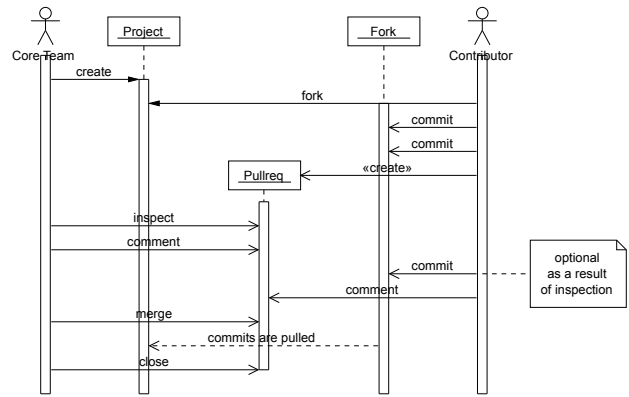 Project
Fork
Core Team
Contributor
create
fork
commit
commit
«create»
Pullreq
inspect
comment
optional
as a result
of inspection
commit
comment
merge
commits are pulled
close